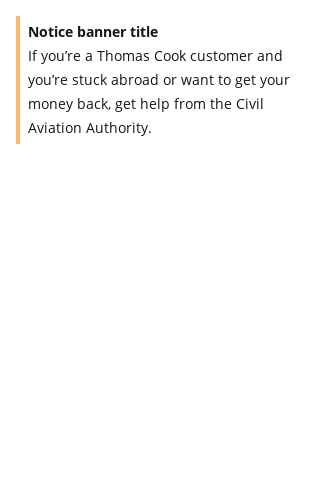 Notice banner title
If you’re a Thomas Cook customer and
you’re stuck abroad or want to get your
money back, get help from the Civil
Aviation Authority.